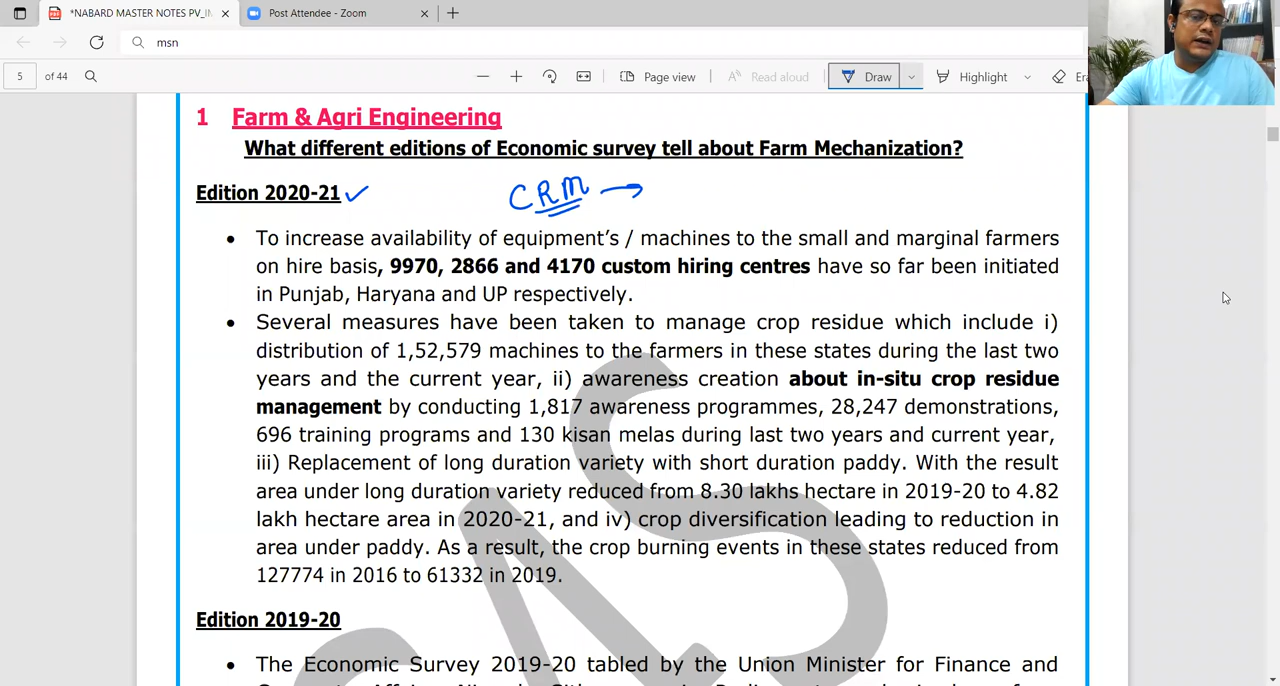 *NABARD MASTER NOTES PV_IN
Post Attendee - Zoom
msn
5 of 44
Page view
Read aloud
Draw
Highlight
Era
1 Farm & Agri Engineering
What different editions of Economic survey tell about Farm Mechanization?
Edition 2020-21
CRM
• To increase availability of equipment's / machines to the small and marginal farmers
on hire basis, 9970, 2866 and 4170 custom hiring centres have so far been initiated
in Punjab, Haryana and UP respectively.
• Several measures have been taken to manage crop residue which include i)
distribution of 1,52,579 machines to the farmers in these states during the last two
years and the current year, ii) awareness creation about in-situ crop residue
management by conducting 1,817 awareness programmes, 28,247 demonstrations,
696 training programs and 130 kisan melas during last two years and current year,
iii) Replacement of long duration variety with short duration paddy. With the result
area under long duration variety reduced from 8.30 lakhs hectare in 2019-20 to 4.82
lakh hectare area in 2020-21, and iv) crop diversification leading to reduction in
area under paddy. As a result, the crop burning events in these states reduced from
127774 in 2016 to 61332 in 2019.
Edition 2019-20
• The Economic Survey 2019-20 tabled by the Union Minister for Finance and